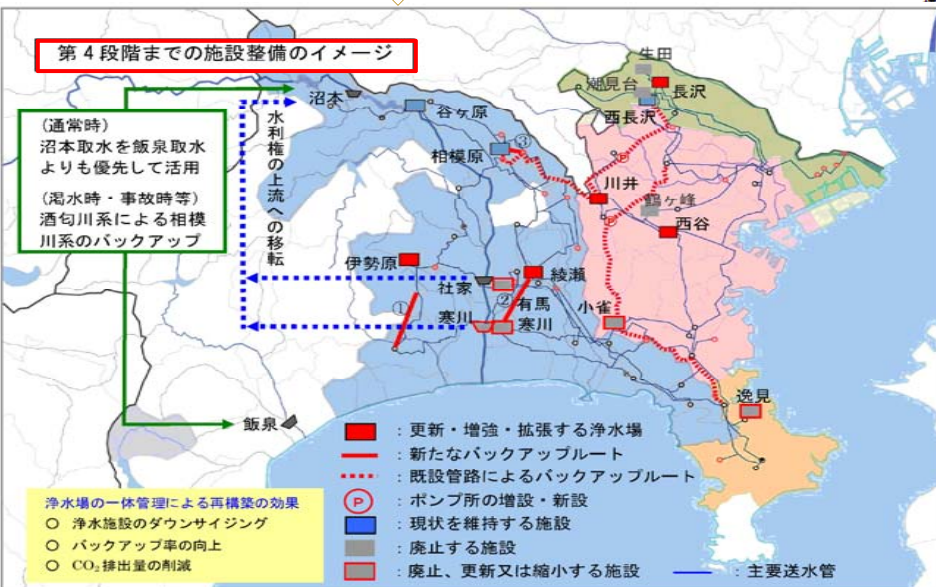 第４段階までの施設整備のイメージ
(通常時)
沼本取水を飯泉取水
よりも優先して活用
(渇水時・事故時等)
酒匂川系による相模
川系のバックアップ
水利権の上流への移転
沼本
谷ヶ原
相模原
③
生田
潮見台
長沢
西長沢
P
川井
鶴ヶ峰
P
西谷
伊勢原
社家
綾瀬
①
②
有馬
寒川
寒川
小雀
逸見
飯泉
：更新・増強・拡張する浄水場
：新たなバックアップルート
：既設管路によるバックアップルート
P：ポンプ所の増設・新設
：現状を維持する施設
：廃止する施設
：廃止、更新又は縮小する施設
：主要送水管
浄水場の一体管理による再構築の効果
○ 浄水施設のダウンサイジング
○ バックアップ率の向上
○ CO₂排出量の削減